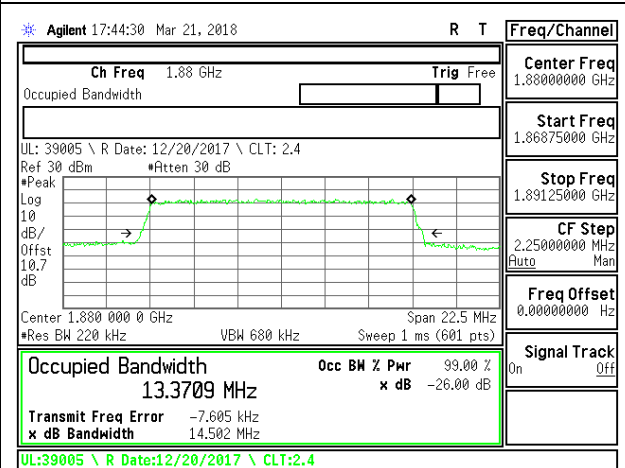 Agilent 17:44:30 Mar 21, 2018 R T
Freq/Channel
Ch Freq 1.88 GHz Trig Free
Occupied Bandwidth
Center Freq
1.88000000 GHz
Start Freq
1.86875000 GHz
Stop Freq
1.89125000 GHz
CF Step
2.25000000 MHz
Auto Man
Freq Offset
0.00000000 Hz
Signal Track
On Off
UL: 39005 \ R Date: 12/20/2017 \ CLT: 2.4
Ref 30 dBm #Atten 30 dB
#Peak
Log
10
dB/
Offst
10.7
dB
Center 1.880 000 0 GHz Span 22.5 MHz
#Res BW 220 kHz VBW 680 kHz Sweep 1 ms (601 pts)
Occupied Bandwidth Occ BW % Pwr 99.00 %
13.3709 MHz x dB -26.00 dB
Transmit Freq Error -7.605 kHz
x dB Bandwidth 14.502 MHz
UL:39005 \ R Date:12/20/2017 \ CLT:2.4